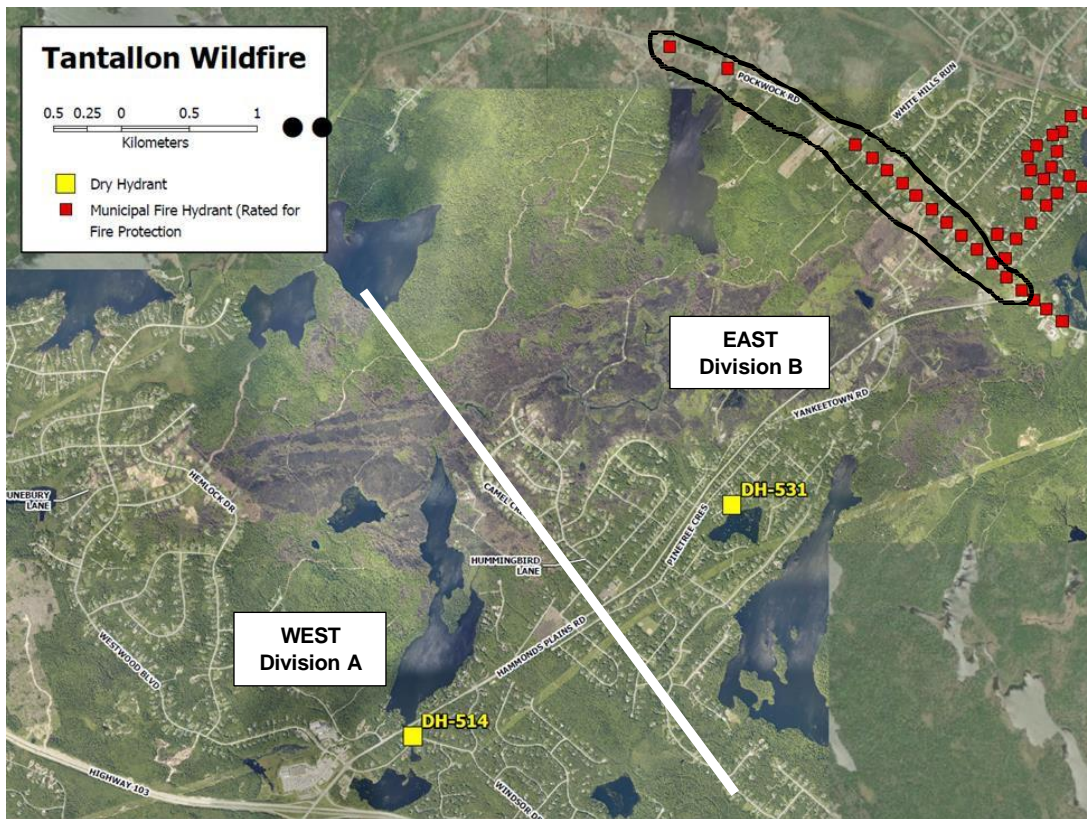 Tantallon Wildfire
0.5 0.25 0 0.5 1
Kilometers
Dry Hydrant
Municipal Fire Hydrant (Rated for
Fire Protection
POCKWOCK RD
WHITE HILLS RUN
EAST
Division B
YANKEETOWN RD
HEMLOCK DR
UNEBURY
LANE
CAMEL CR
DH-531
PINETREE CRES
HUMMINGBIRD
LANE
HAMMONDS PLAINS RD
WEST
Division A
WESTWOOD BLVD
DH-514
HIGHWAY 103
WINDSOR DR